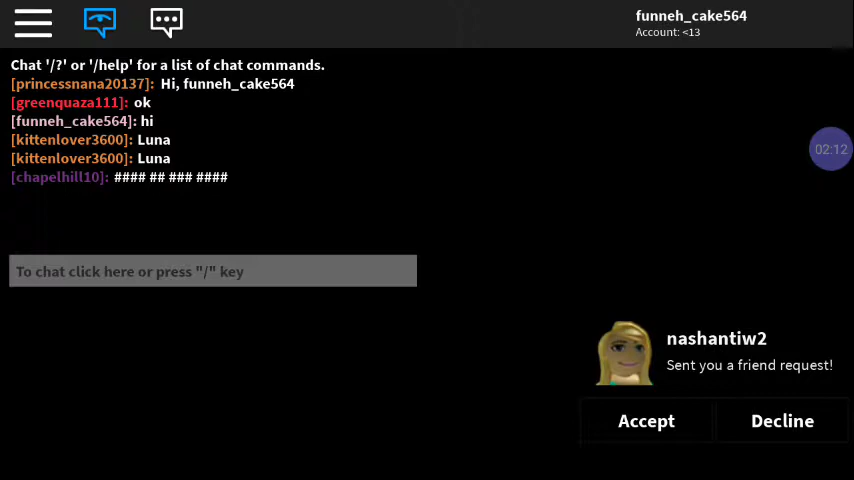 funneh_cake564
Account: <13
Chat '/?' or '/help' for a list of chat commands.
[princessnana20137]: Hi, funneh_cake564
[greenquaza111]: ok
[funneh_cake564]: hi
[kittenlover3600]: Luna
[kittenlover3600]: Luna
[chapelhill10]: #### ## ### ####
02:12
To chat click here or press "/" key
nashantiw2
Sent you a friend request!
Accept
Decline